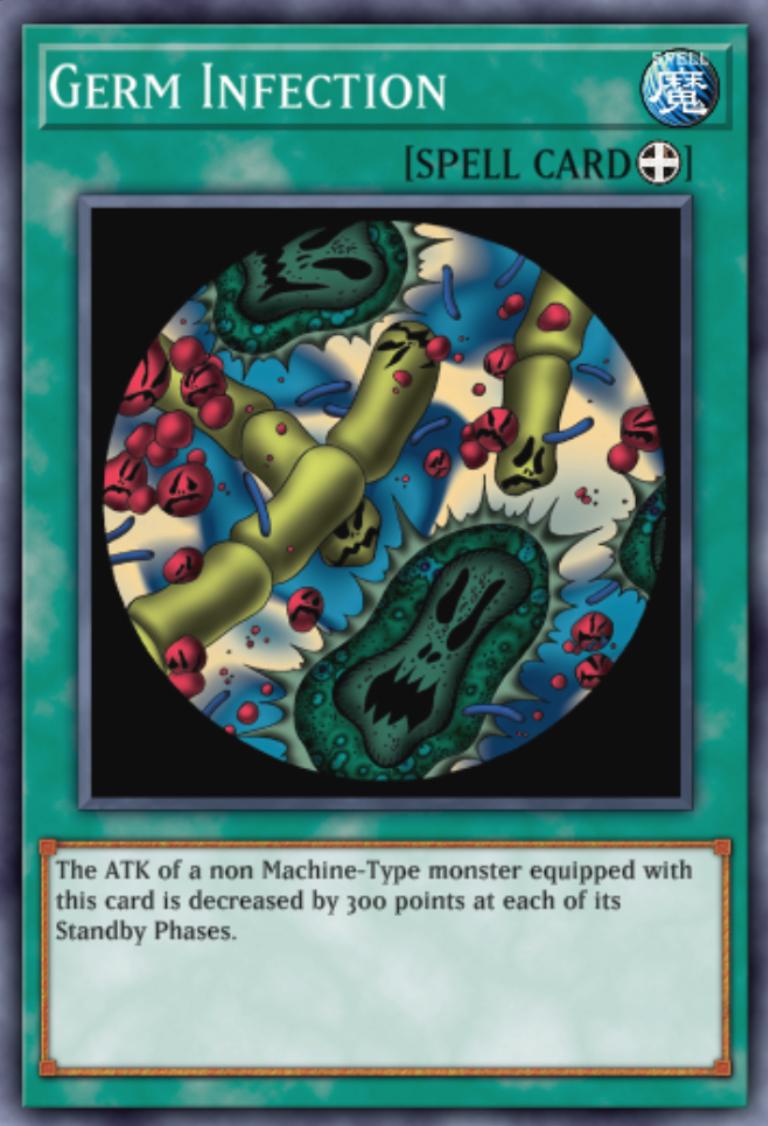 GERM INFECTION
SPELL
魔
[SPELL CARD]
The ATK of a non Machine-Type monster equipped with
this card is decreased by 300 points at each of its
Standby Phases.